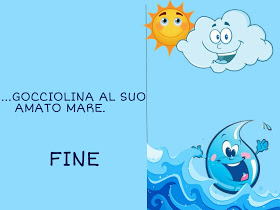 ...GOCCIOLINA AL SUO
AMATO MARE.
FINE